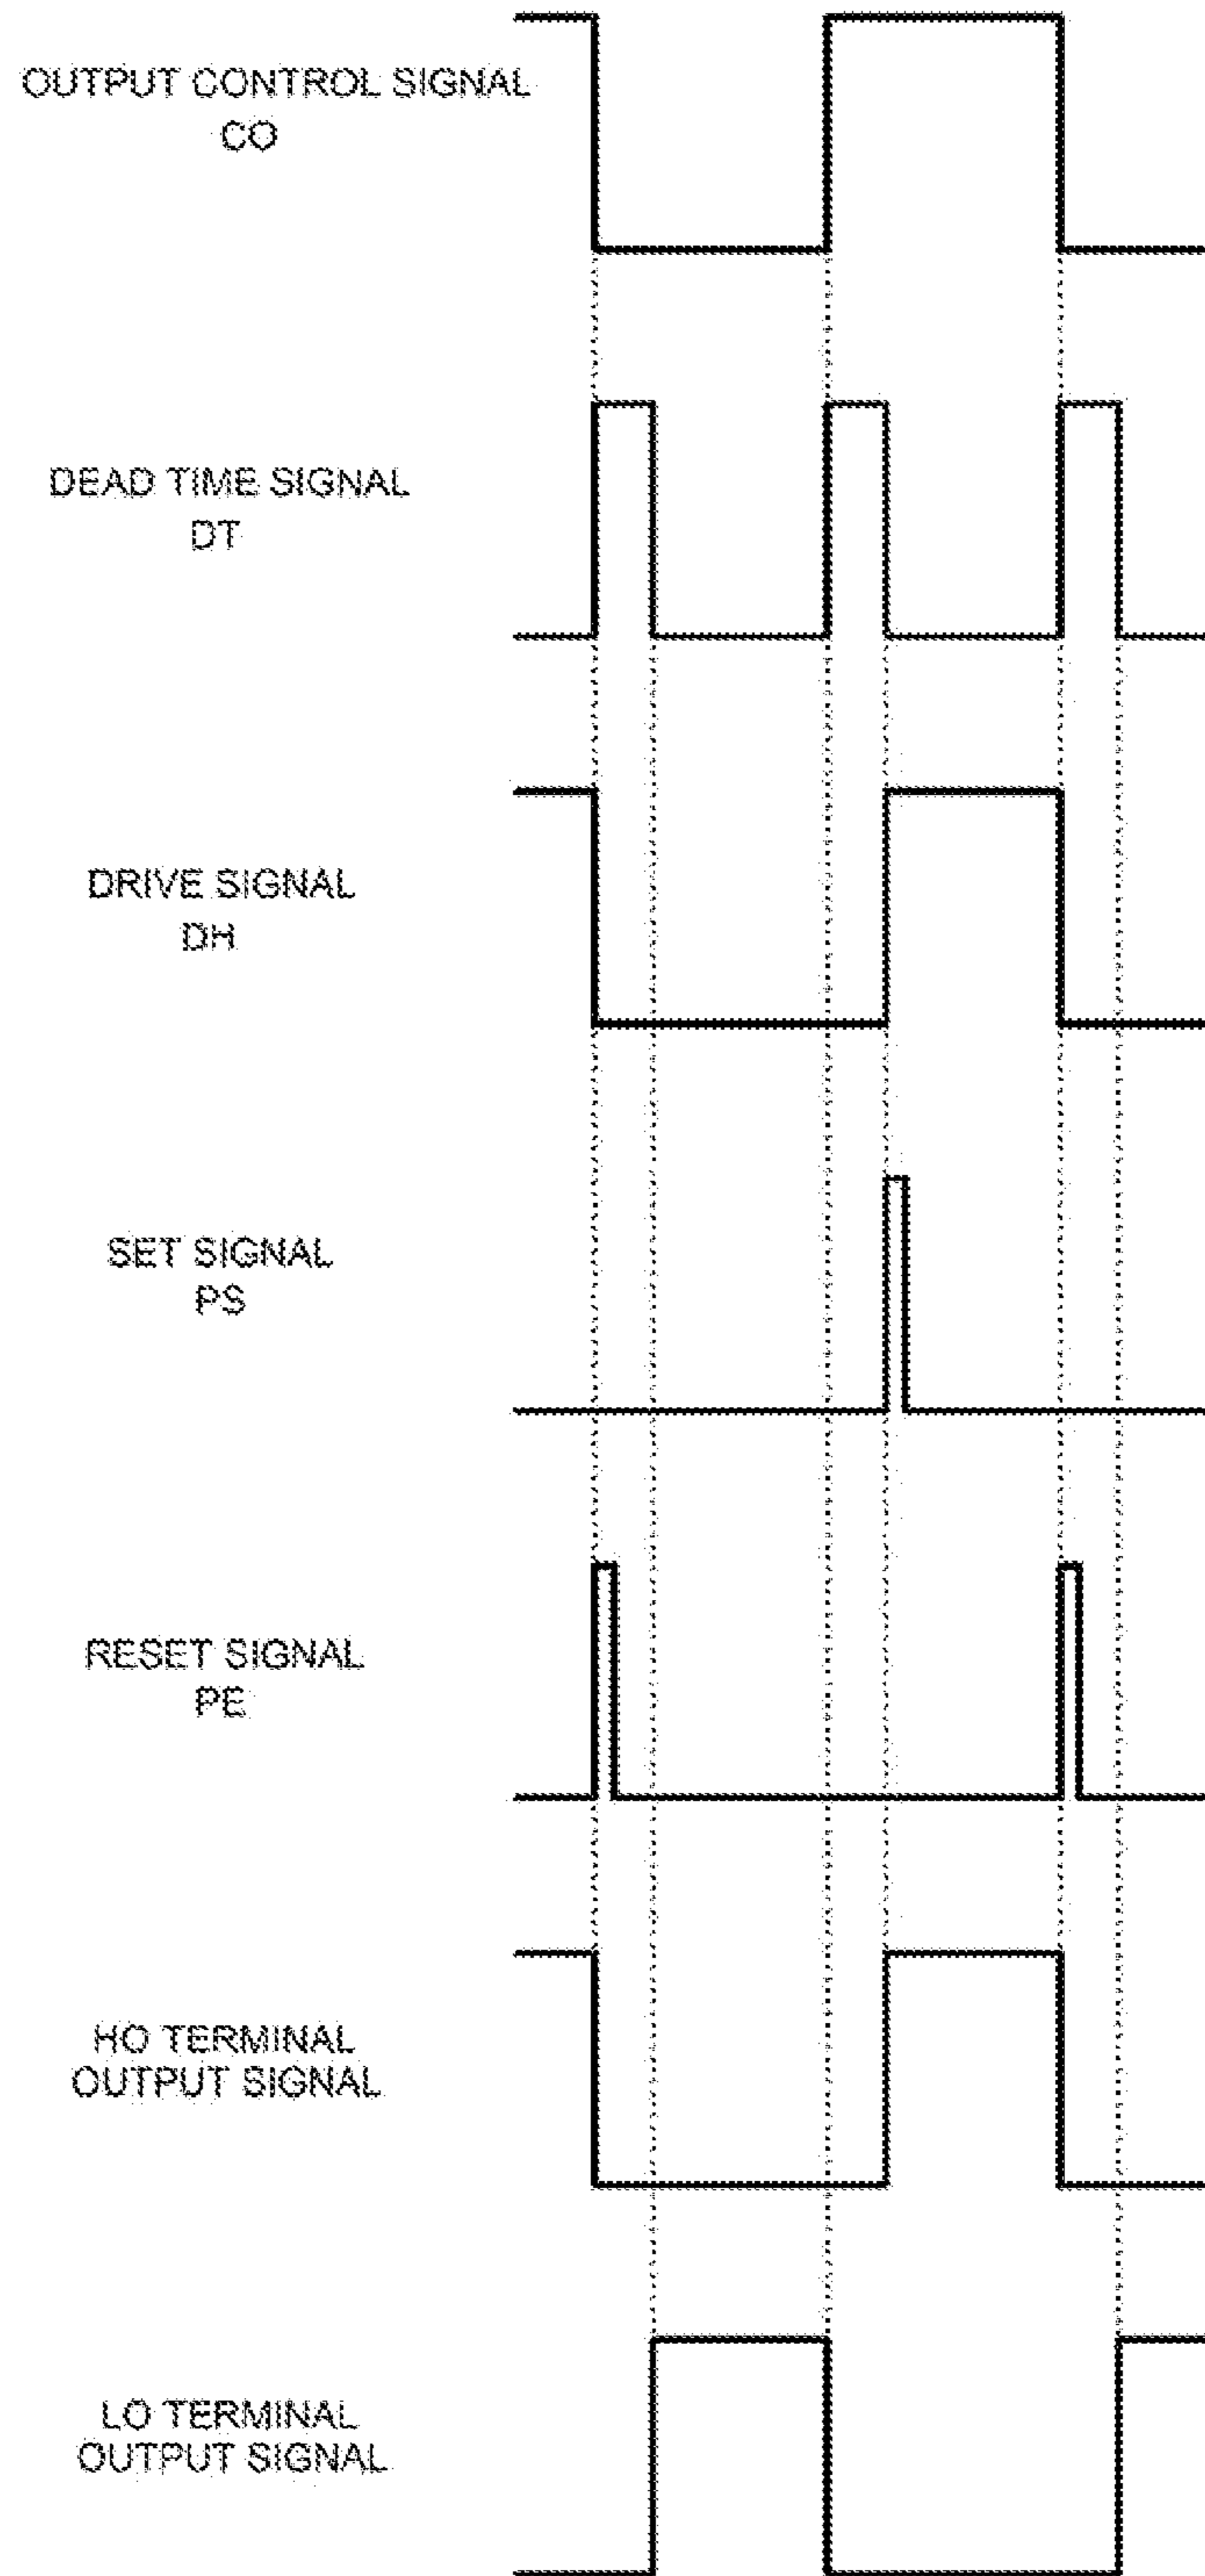 OUTPUT CONTROL SIGNAL
CO
DEAD TIME SIGNAL
DT
DRIVE SIGNAL
DH
SET SIGNAL
PS
RESET SIGNAL
PE
HO TERMINAL
OUTPUT SIGNAL
LO TERMINAL
OUTPUT SIGNAL